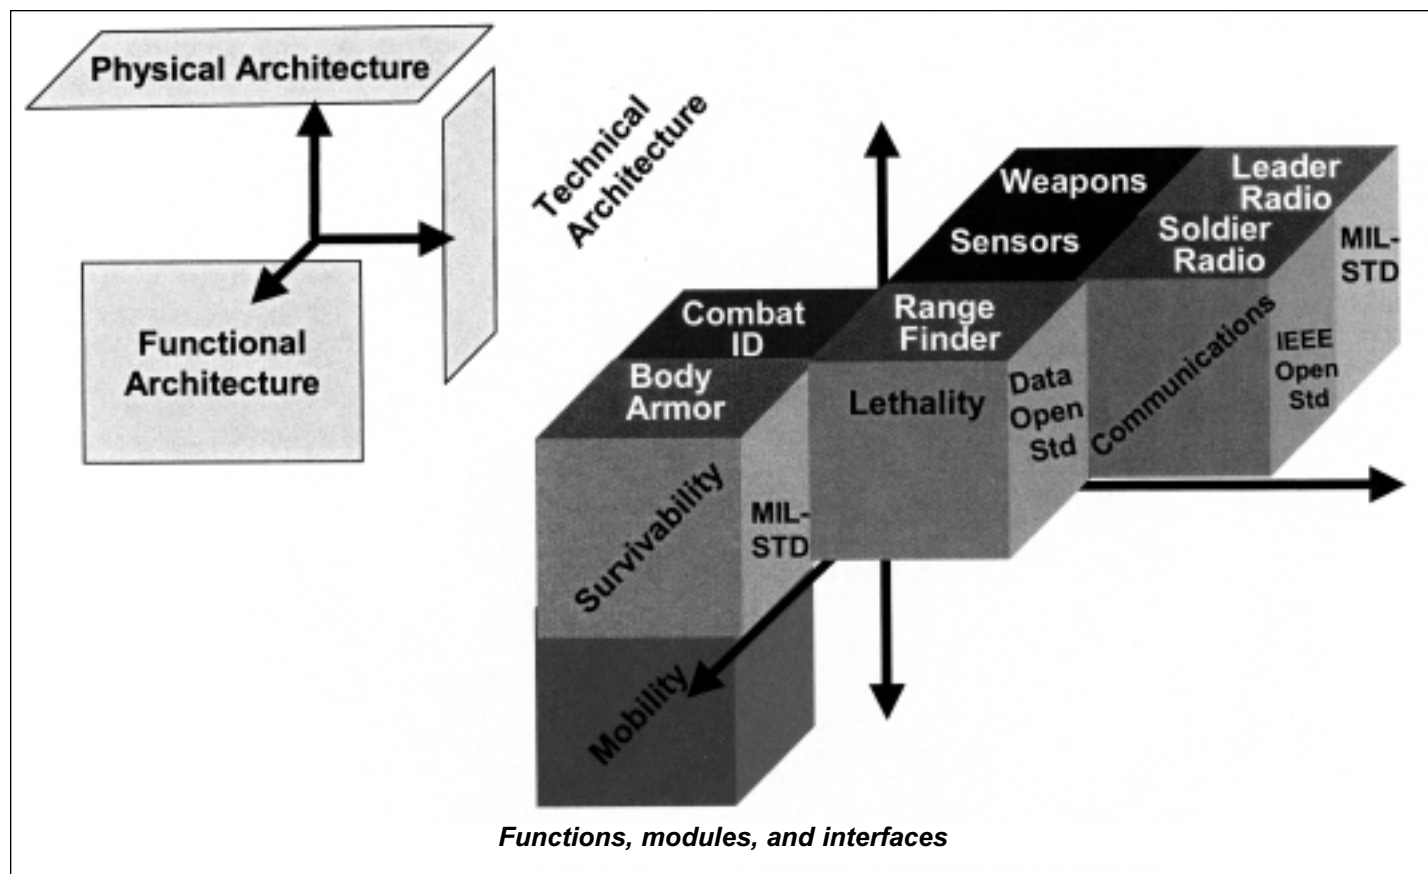 Physical Architecture
Functional
Architecture
Technical
Architecture
Weapons
Leader
Radio
Sensors
Soldier
Radio
MIL-
STD
Combat
ID
Range
Finder
Body
Armor
Lethality
Data
Open
Std
Communications
IEEE
Open
Std
Survivability
MIL-
STD
Mobility
Functions, modules, and interfaces